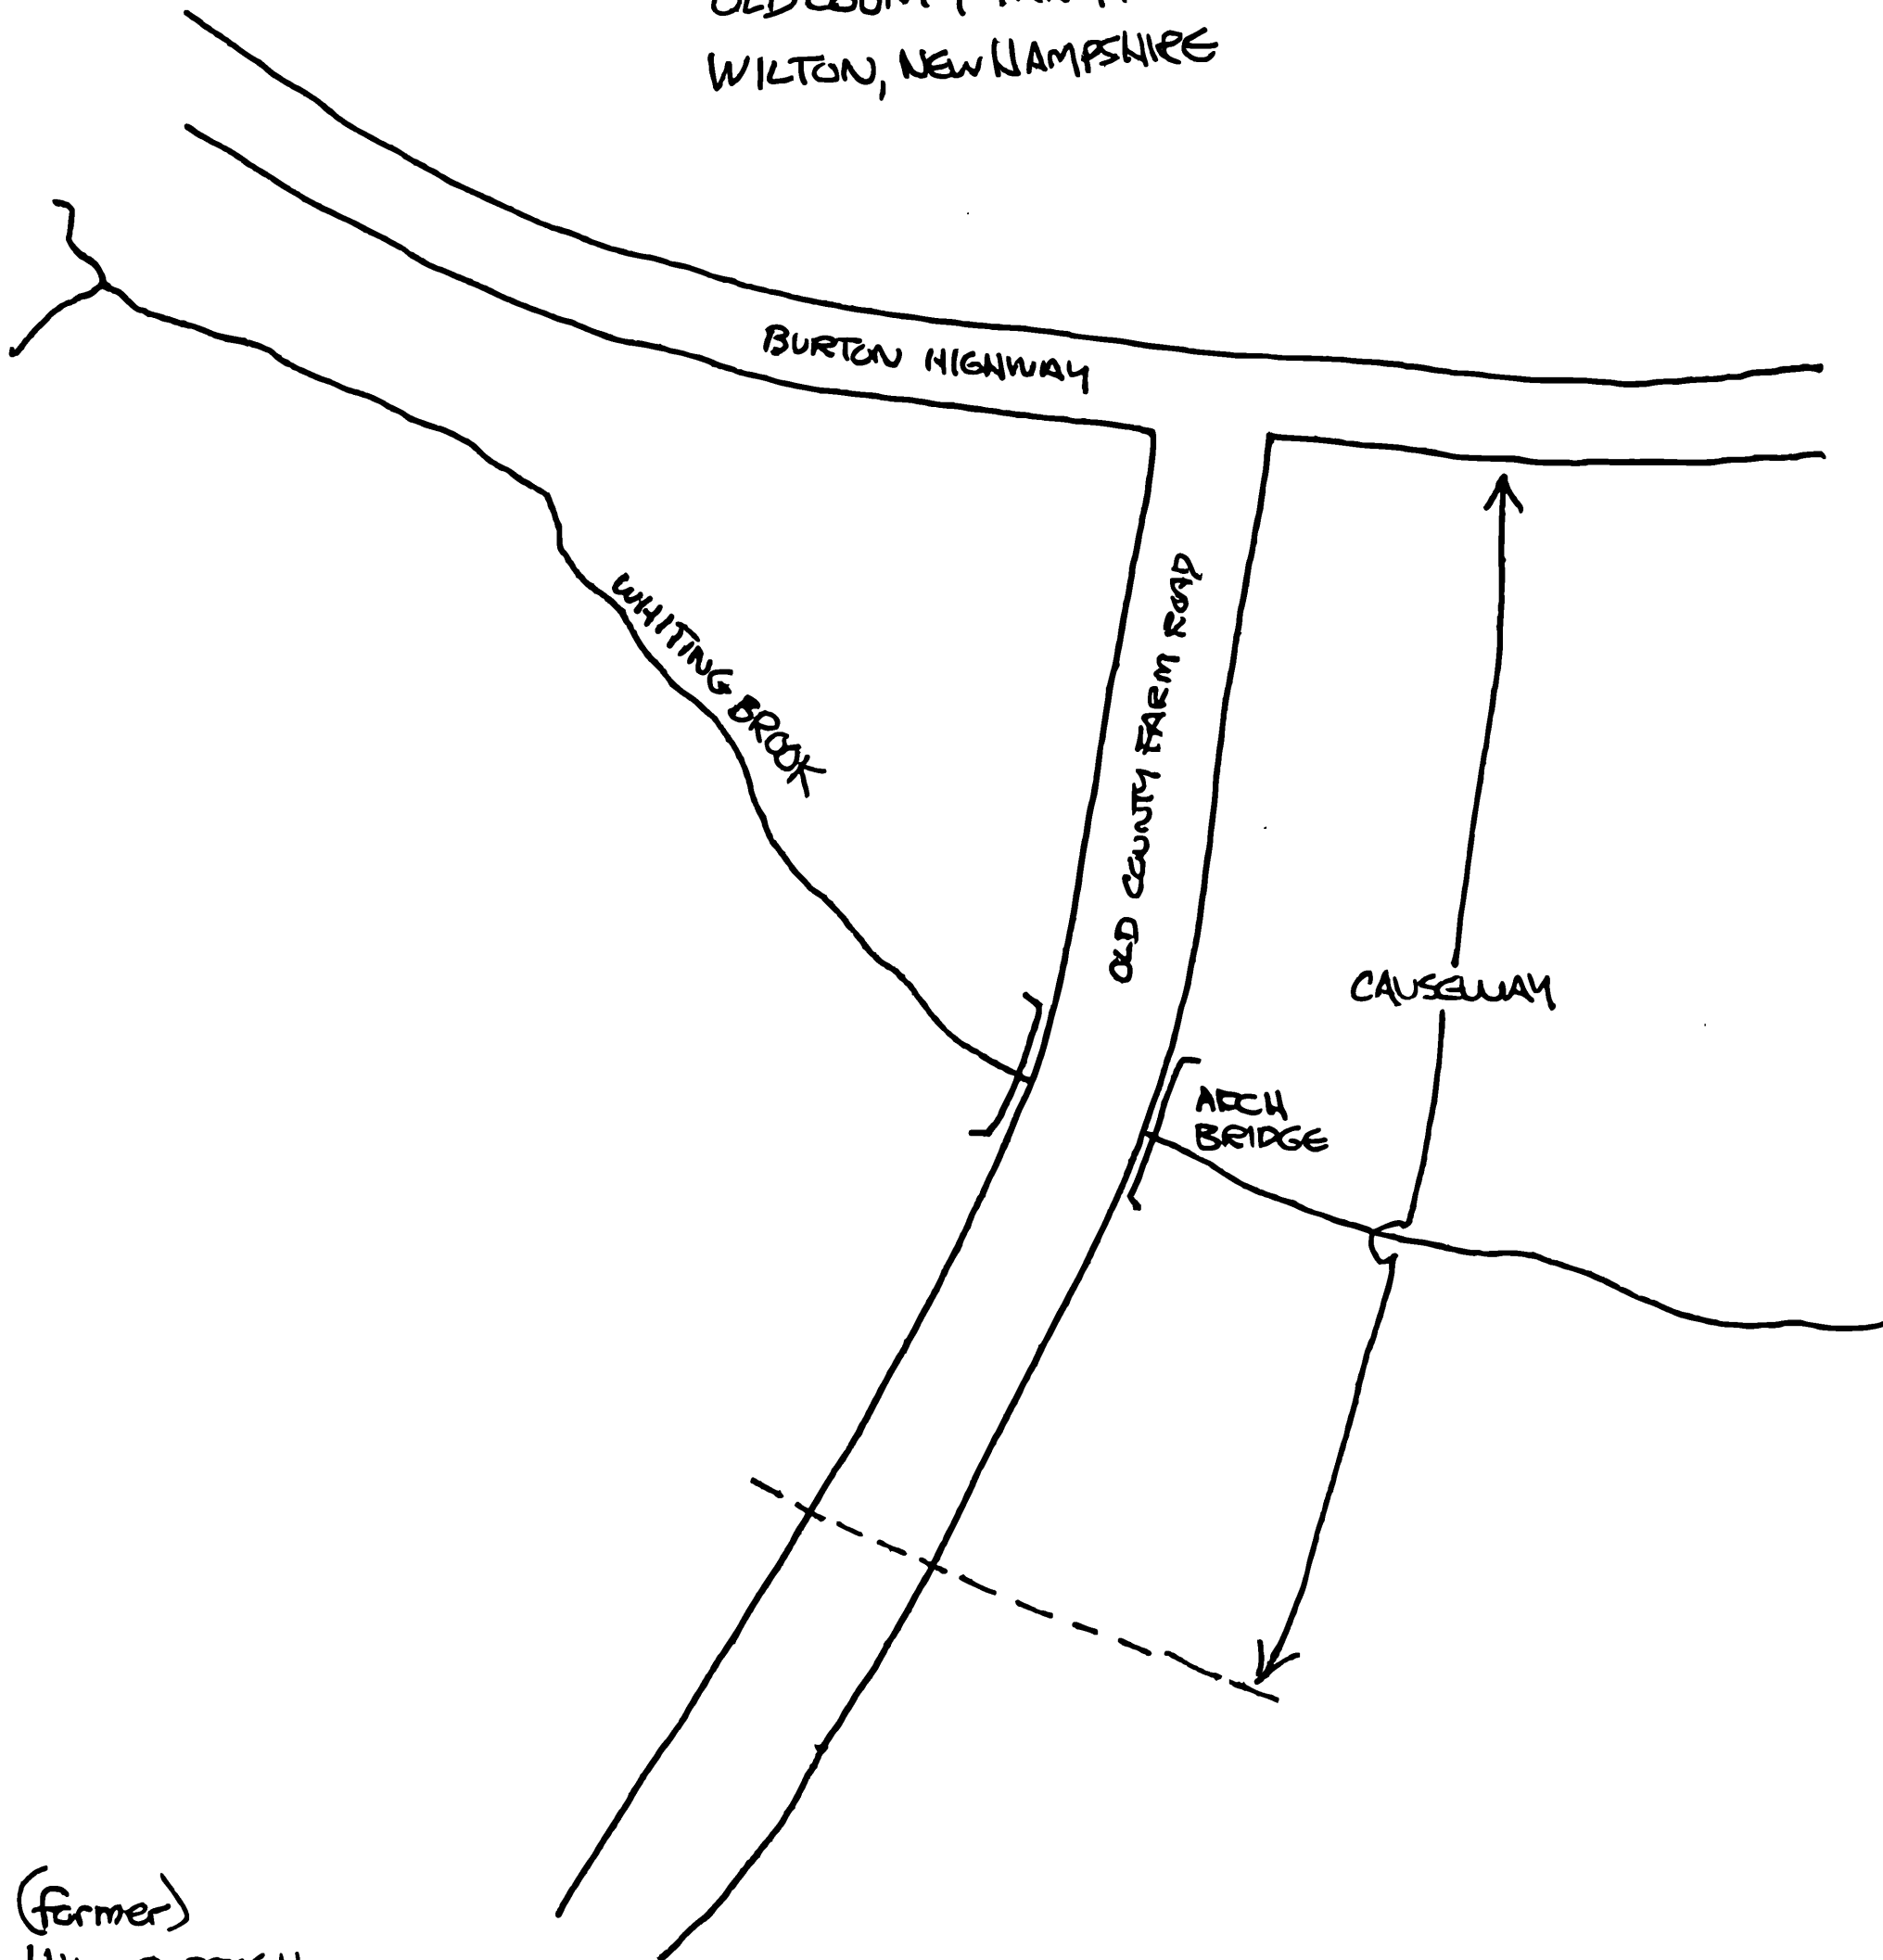 WILTON, NEW HAMPSHIRE
BURTON HIGHWAY
WHITING BROOK
OLD COUNTY FARM ROAD
CAUSEWAY
ARCH
BRIDGE
(former)